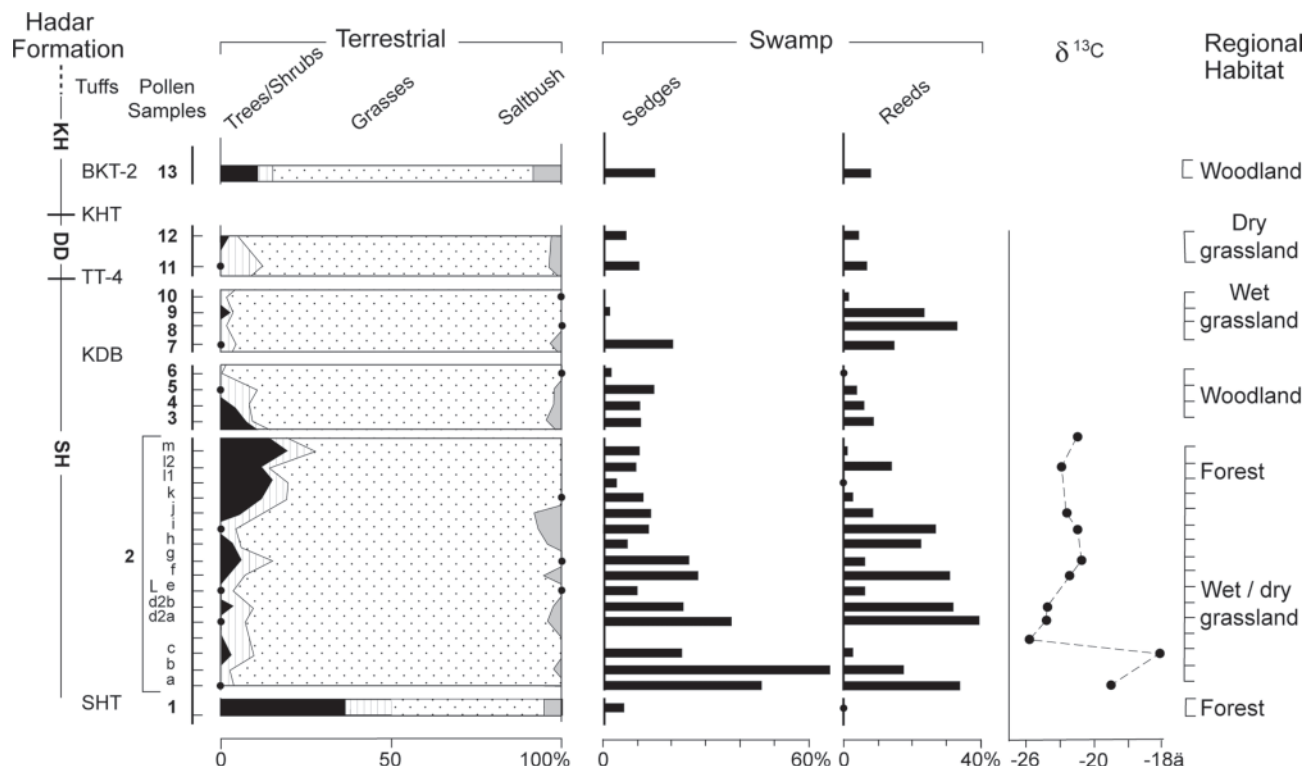 Hadar
Formation
Terrestrial
Swamp
δ 13C
Regional
Habitat
Tuffs
Pollen
Samples
Trees/Shrubs
Grasses
Saltbush
Sedges
Reeds
KH
BKT-2
13
Woodland
KHT
DD
12
11
Dry
grassland
TT-4
10
9
8
7
Wet
grassland
KDB
6
5
4
3
Woodland
SH
2
m
l2
l1
k
j
i
h
g
f
L e
d2b
d2a
c
b
a
Forest
Wet / dry
grassland
SHT
1
Forest
0
50
100%
0
60%
0
40%
-26
-20
-18ä